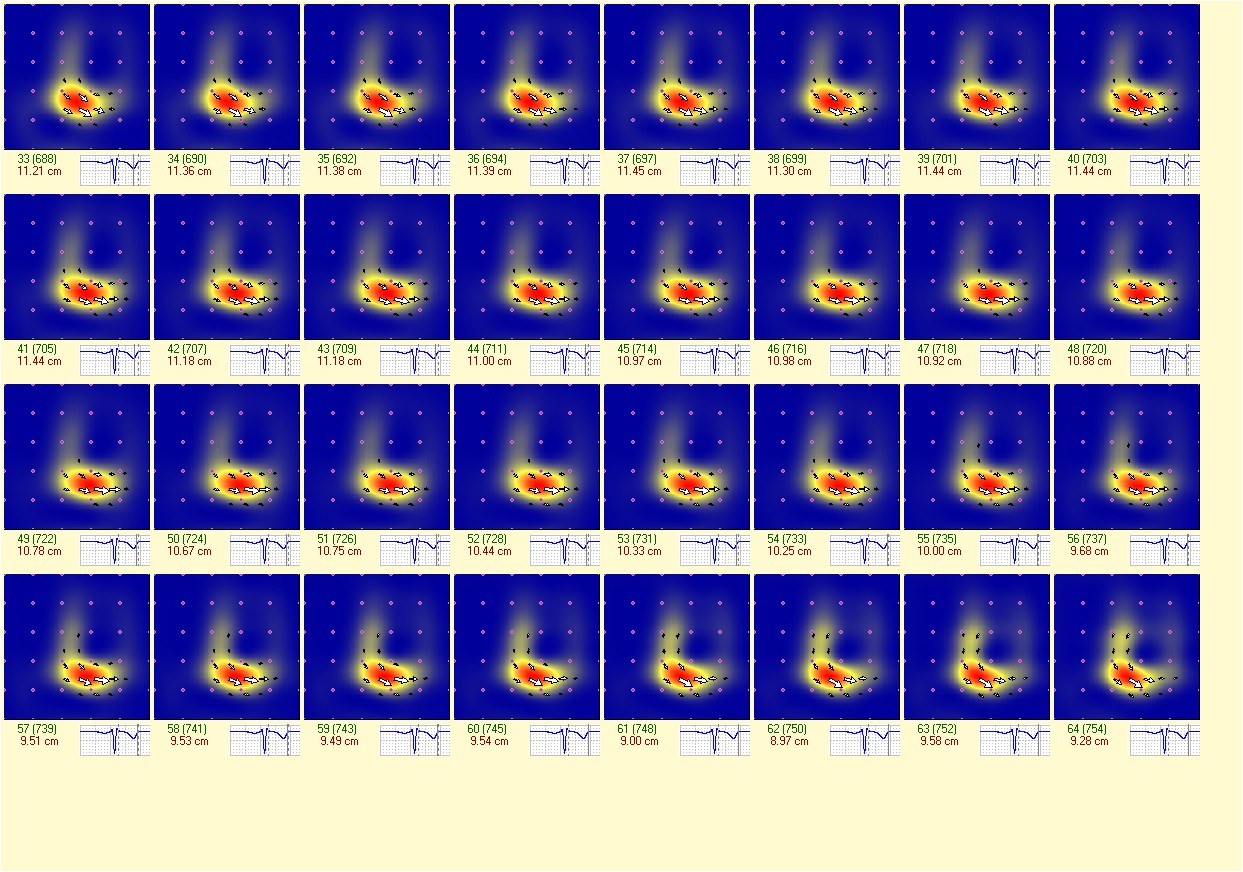 33 (688) 34 (690) 35 (692) 36 (694) 37 (697) 38 (699) 39 (701) 40 (703)
11.21 cm 11.36 cm 11.38 cm 11.39 cm 11.45 cm 11.30 cm 11.44 cm 11.44 cm
41 (705) 42 (707) 43 (709) 44 (711) 45 (714) 46 (716) 47 (718) 48 (720)
11.44 cm 11.18 cm 11.18 cm 11.00 cm 10.97 cm 10.98 cm 10.92 cm 10.88 cm
49 (722) 50 (724) 51 (726) 52 (728) 53 (731) 54 (733) 55 (735) 56 (737)
10.78 cm 10.67 cm 10.75 cm 10.44 cm 10.33 cm 10.25 cm 10.00 cm 9.68 cm
57 (739) 58 (741) 59 (743) 60 (745) 61 (748) 62 (750) 63 (752) 64 (754)
9.51 cm 9.53 cm 9.49 cm 9.54 cm 9.00 cm 8.97 cm 9.58 cm 9.28 cm